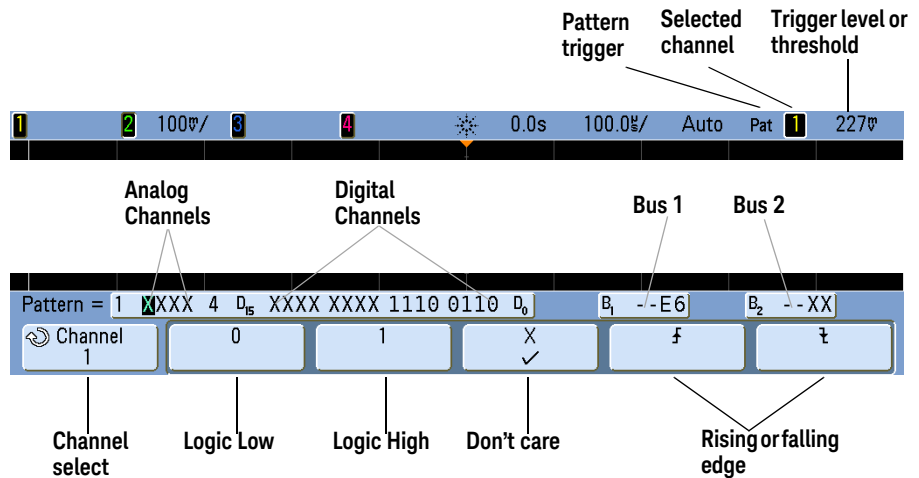 Pattern trigger
Selected channel
Trigger level or threshold
1 2 100mV/ 3 4 0.0s 100.0µs/ Auto Pat 1 227mV
Analog Channels
Digital Channels
Bus 1
Bus 2
Pattern = 1 XXXX 4 D15 XXXX XXXX 1110 0110 D0 B1 --E6 B2 --XX
Channel 1
0
1
X ✓
Channel select
Logic Low
Logic High
Don't care
Rising or falling edge